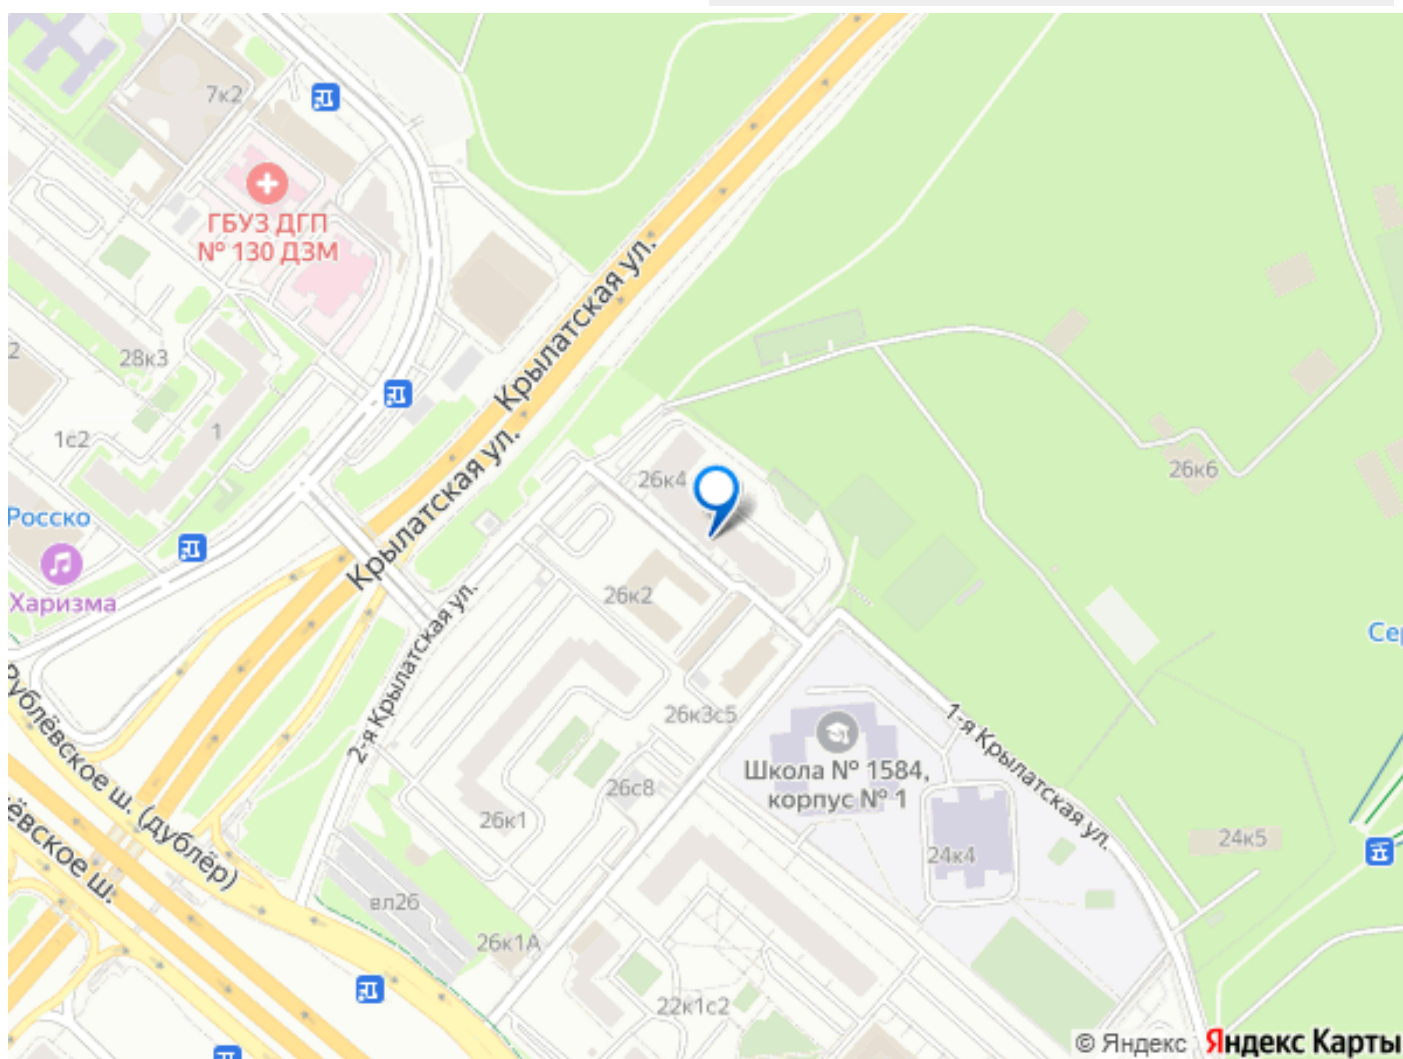 7к2
ГБУЗ ДГП
№ 130 ДЗМ
Крылатская ул.
28к3
2
1с2
1
Крылатская ул.
26к4
26к6
Росско
Харизма
26к2
2-я Крылатская ул.
Рублёвское ш. (дублёр)
ёвское ш.
26к3с5
1-я Крылатская ул.
Школа № 1584,
корпус № 1
Сер
26с8
26к1
24к4
24к5
вл26
26к1А
22к1с2
© Яндекс Яндекс Карты